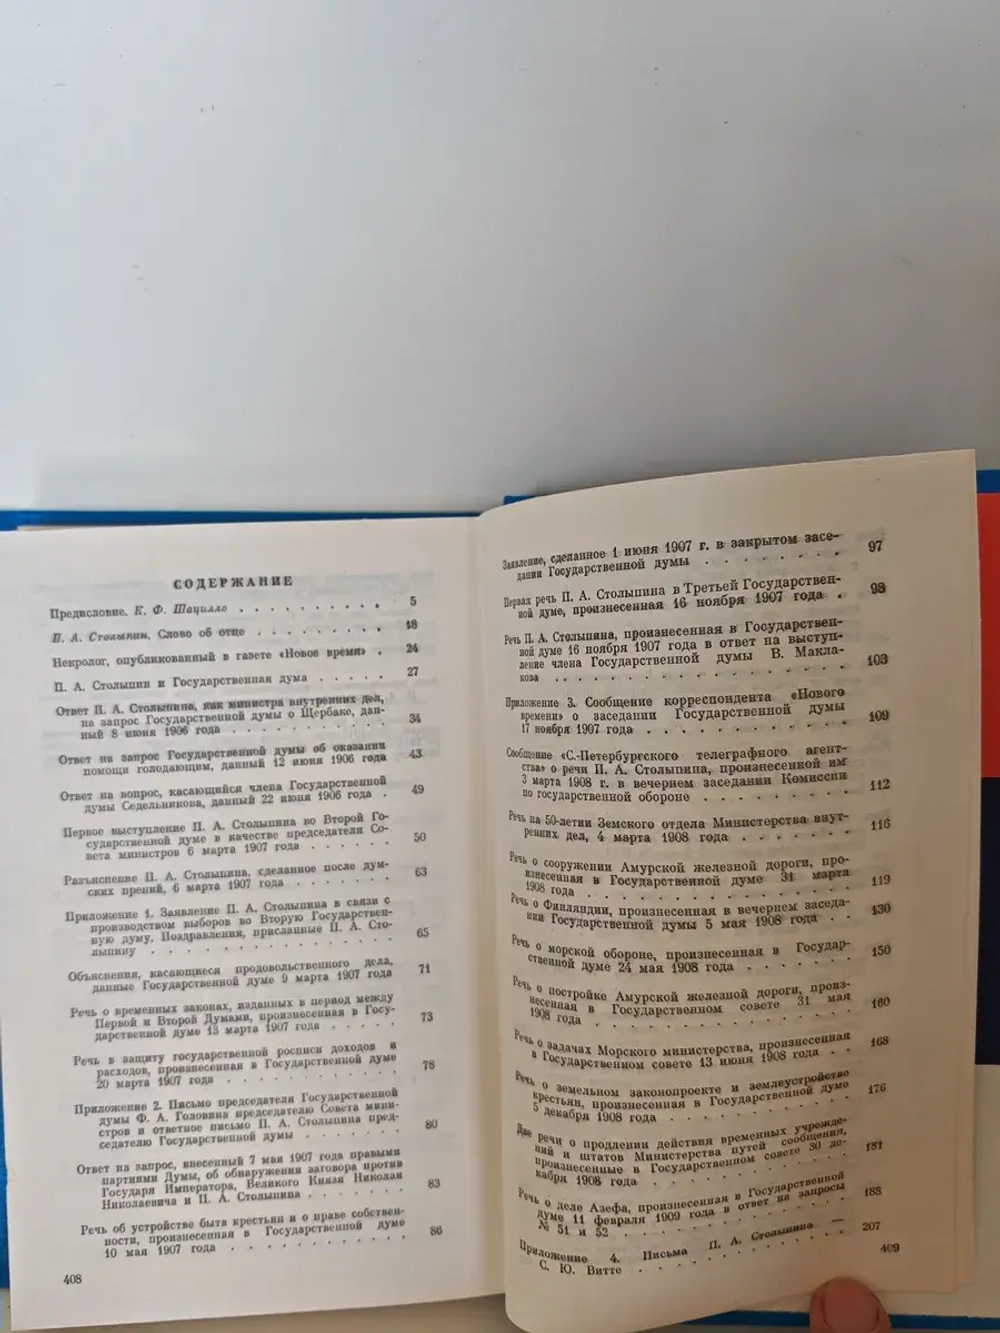 СОДЕРЖАНИЕ
Предисловие. К. Ф. Шацилло . . . . . . . . . 5
П. А. Столыпин. Слово об отце . . . . . . . . 18
Некролог, опубликованный в газете «Новое время» . 24
П. А. Столыпин и Государственная дума . . . . . 27
Ответ П. А. Столыпина, как министра внутренних дел,
на запрос Государственной думы о Щербаке, дан-
ный 8 июня 1906 года . . . . . . . . . . 34
Ответ на запрос Государственной думы об оказании
помощи голодающим, данный 12 июня 1906 года 43
Ответ на вопрос, касающийся члена Государственной
думы Седельникова, данный 22 июня 1906 года . 49
Первое выступление П. А. Столыпина во Второй Го-
сударственной думе в качестве председателя Со-
вета министров 6 марта 1907 года . . . . . . 50
Разъяснение П. А. Столыпина, сделанное после дум-
ских прений, 6 марта 1907 года . . . . . . . 63
Приложение 1. Заявление П. А. Столыпина в связи с
производством выборов во Вторую Государствен-
ную думу. Поздравления, присланные П. А. Сто-
лыпину . . . . . . . . . . . . . . 65
Объяснения, касающиеся продовольственного дела,
данные Государственной думе 9 марта 1907 года 71
Речь о временных законах, изданных в период между
Первой и Второй Думами, произнесенная в Госу-
дарственной думе 13 марта 1907 года . . . . . 73
Речь в защиту государственной росписи доходов и
расходов, произнесенная в Государственной думе
20 марта 1907 года . . . . . . . . . . . 78
Приложение 2. Письмо председателя Государственной
думы Ф. А. Головина председателю Совета мини-
стров и ответное письмо П. А. Столыпина пред-
седателю Государственной думы . . . . . . . 80
Ответ на запрос, внесенный 7 мая 1907 года правыми
партиями Думы, об обнаружении заговора против
Государя Императора, Великого Князя Николая
Николаевича и П. А. Столыпина . . . . . . . 83
Речь об устройстве быта крестьян и о праве собствен-
ности, произнесенная в Государственной думе
10 мая 1907 года . . . . . . . . . . . . 86
408
Заявление, сделанное 1 июня 1907 г. в закрытом засе-
дании Государственной думы . . . . . . . 97
Первая речь П. А. Столыпина в Третьей Государствен-
ной думе, произнесенная 16 ноября 1907 года . 98
Речь П. А. Столыпина, произнесенная в Государствен-
ной думе 16 ноября 1907 года в ответ на выступ-
ление члена Государственной думы В. Макла-
кова . . . . . . . . . . . . . . . 103
Приложение 3. Сообщение корреспондента «Нового
времени» о заседании Государственной думы
17 ноября 1907 года . . . . . . . . . . . 109
Сообщение «С.-Петербургского телеграфного агент-
ства» о речи П. А. Столыпина, произнесенной им
3 марта 1908 г. в вечернем заседании Комиссии
по государственной обороне . . . . . . . . 112
Речь на 50-летии Земского отдела Министерства внут-
ренних дел, 4 марта 1908 года . . . . . . . 116
Речь о сооружении Амурской железной дороги, про-
изнесенная в Государственной думе 31 марта
1908 года . . . . . . . . . . . . . . 119
Речь о Финляндии, произнесенная в вечернем заседа-
нии Государственной думы 5 мая 1908 года . . 130
Речь о морской обороне, произнесенная в Государ-
ственной думе 24 мая 1908 года . . . . . . . 150
Речь о постройке Амурской железной дороги, произ-
несенная в Государственном совете 31 мая
1908 года . . . . . . . . . . . . . . 160
Речь о задачах Морского министерства, произнесенная
в Государственном совете 13 июня 1908 года . . 168
Речь о земельном законопроекте и землеустройстве
крестьян, произнесенная в Государственной думе
5 декабря 1908 года . . . . . . . . . . 176
Две речи о продлении действия временных учрежде-
ний и штатов Министерства путей сообщения,
произнесенные в Государственном совете 30 де-
кабря 1908 года . . . . . . . . . . . . 181
Речь о деле Азефа, произнесенная в Государственной
думе 11 февраля 1909 года в ответ на запросы
№ 51 и 52 . . . . . . . . . . . . . . 188
Приложение 4. Письма П. А. Столыпина —
С. Ю. Витте . . . . . . . . . . . . . 207
409